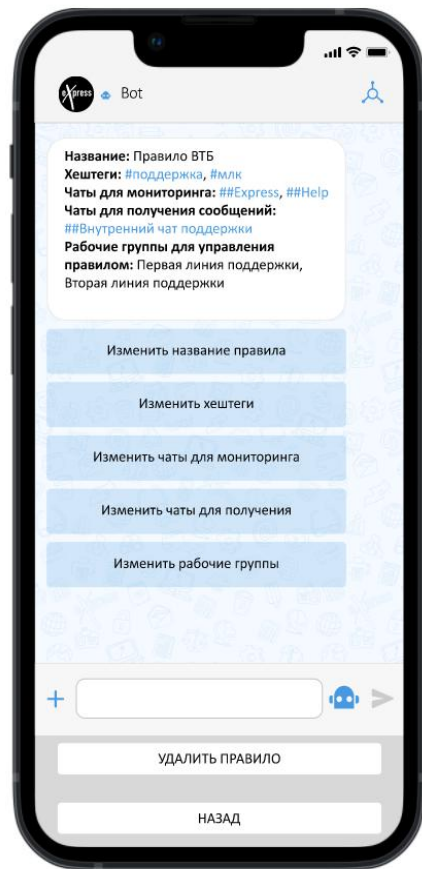 eXpress
Bot
Название: Правило ВТБ
Хештеги: #поддержка, #млк
Чаты для мониторинга: ##Express, ##Help
Чаты для получения сообщений:
##Внутренний чат поддержки
Рабочие группы для управления
правилом: Первая линия поддержки,
Вторая линия поддержки
Изменить название правила
Изменить хештеги
Изменить чаты для мониторинга
Изменить чаты для получения
Изменить рабочие группы
УДАЛИТЬ ПРАВИЛО
НАЗАД